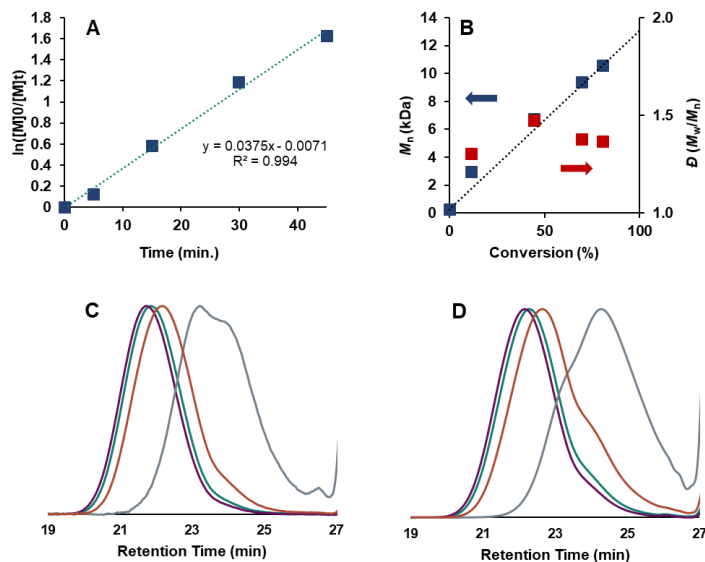 A
ln([M]0/[M]t)
1.8
1.6
1.4
1.2
1
0.8
0.6
0.4
0.2
0
y = 0.0375x - 0.0071
R² = 0.994
0 10 20 30 40
Time (min.)
B
Mn (kDa)
14
12
10
8
6
4
2
0
2.0
1.5
1.0
Đ (Mw/Mn)
0 50 100
Conversion (%)
C
19 21 23 25 27
Retention Time (min)
D
19 21 23 25 27
Retention Time (min)